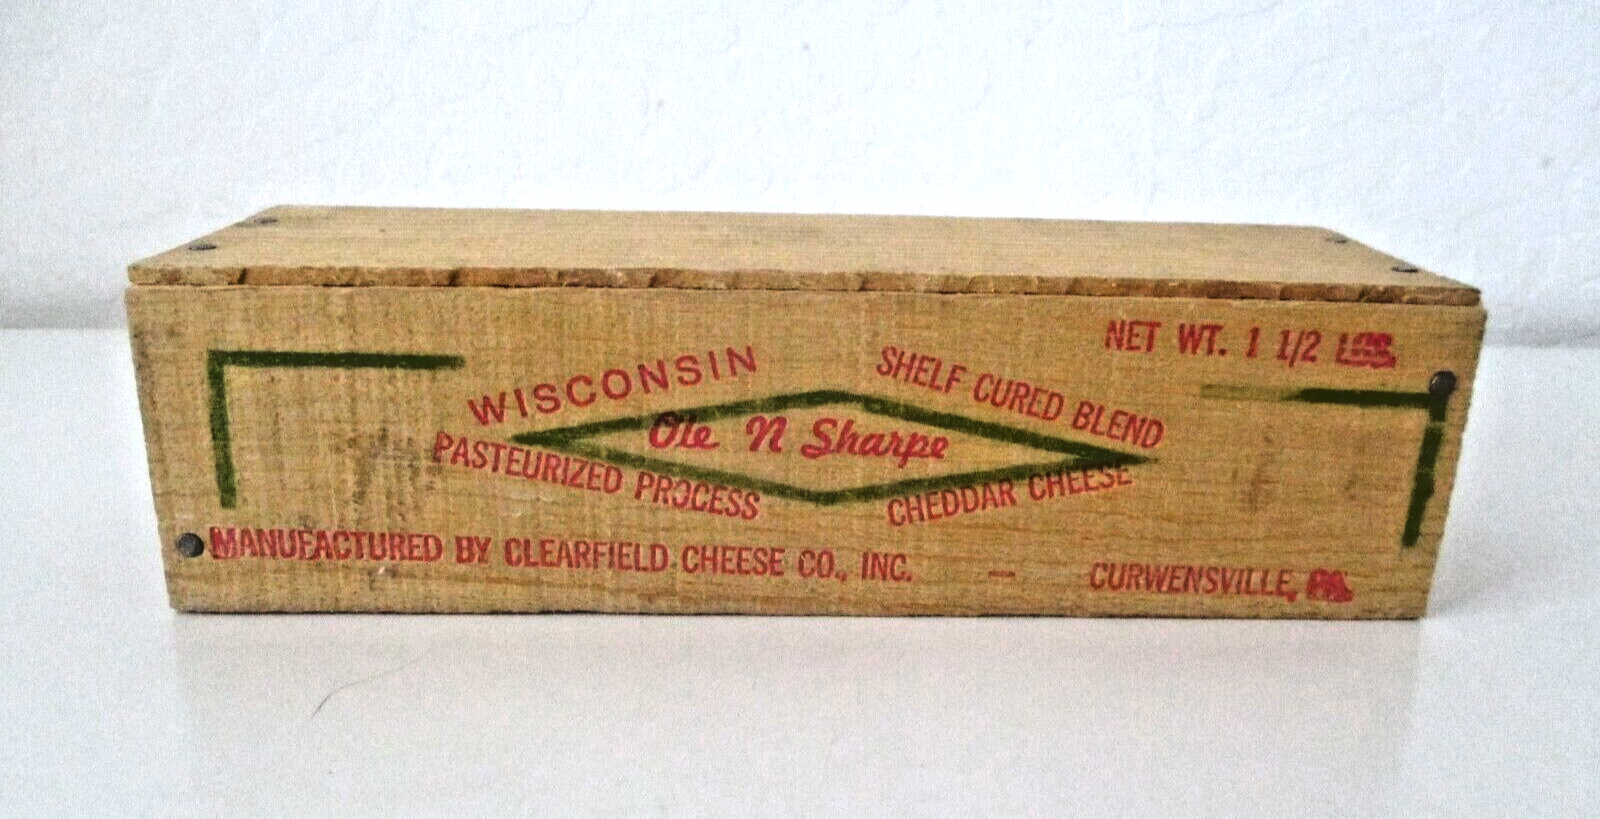 NET WT. 1 1/2 LBS.
WISCONSIN SHELF CURED BLEND
Ole N Sharpe
PASTEURIZED PROCESS CHEDDAR CHEESE
MANUFACTURED BY CLEARFIELD CHEESE CO., INC. — CURWENSVILLE, PA.